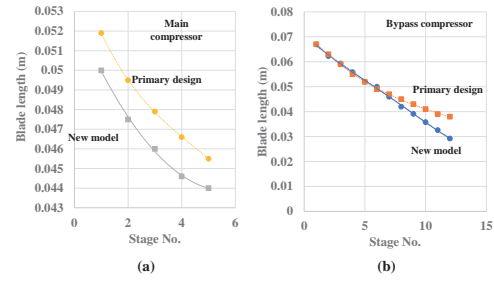 0.053
0.052
0.051
0.05
0.049
0.048
0.047
0.046
0.045
0.044
0.043
Blade length (m)
Main
compressor
Primary design
New model
0
2
4
6
Stage No.
(a)
0.08
0.07
0.06
0.05
0.04
0.03
0.02
0.01
0
Blade length (m)
Bypass compressor
Primary design
New model
0
5
10
15
Stage No.
(b)